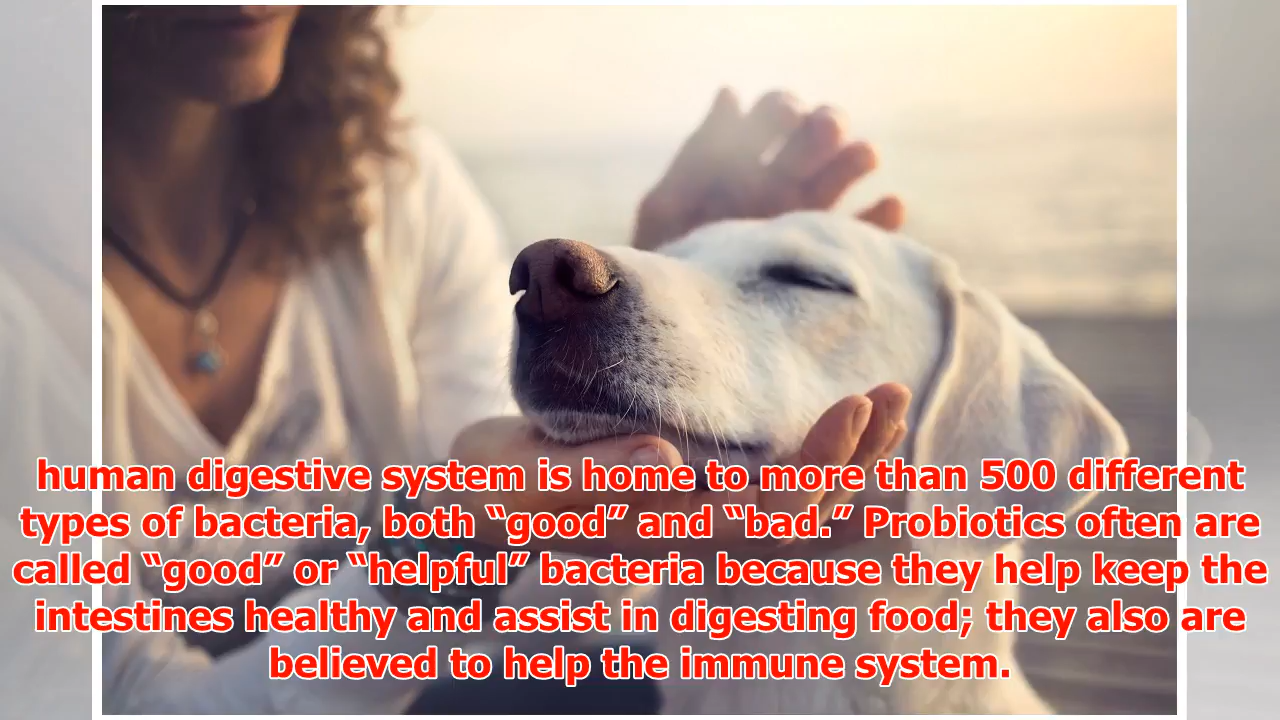 human digestive system is home to more than 500 different
types of bacteria, both “good” and “bad.” Probiotics often are
called “good” or “helpful” bacteria because they help keep the
intestines healthy and assist in digesting food; they also are
believed to help the immune system.